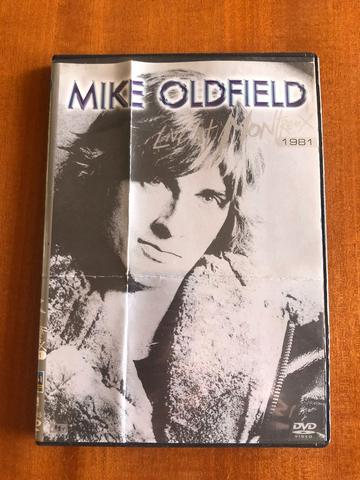 MIKE OLDFIELD
Live at Montreux
1981
DVD
VIDEO